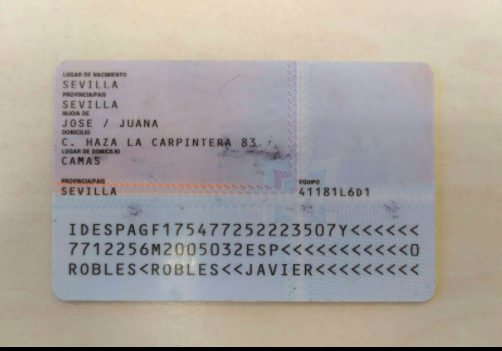 LUGAR DE NACIMIENTO
SEVILLA
PROVINCIA/PAIS
SEVILLA
HIJO/A DE
JOSE / JUANA
DOMICILIO
C. HAZA LA CARPINTERA 83
LUGAR DE DOMICILIO
CAMAS
PROVINCIA/PAIS EQUIPO
SEVILLA 41181L6D1
IDESPAGF175477252223507Y<<<<<<
7712256M2005032ESP<<<<<<<<<<<0
ROBLES<ROBLES<<JAVIER<<<<<<<<<